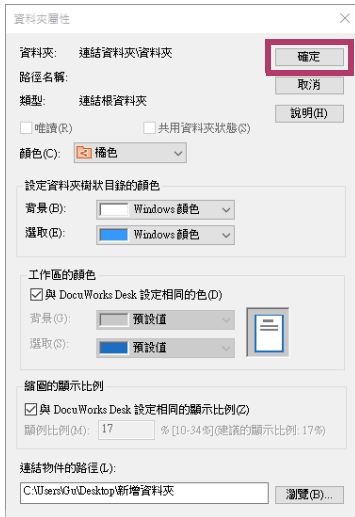 資料夾屬性
資料夾: 連結資料夾\資料夾
確定
路徑名稱:
取消
類型: 連結根資料夾
說明(H)
唯讀(R) 共用資料夾狀態(S)
顏色(C): 橘色
設定資料夾樹狀目錄的顏色
背景(B): Windows 顏色
選取(E): Windows 顏色
工作區的顏色
與 DocuWorks Desk 設定相同的色(D)
背景(G): 預設值
選取(S): 預設值
縮圖的顯示比例
與 DocuWorks Desk 設定相同的顯示比例(Z)
顯例比例(M): 17 % [10-34%](建議的顯示比例: 17%)
連結物件的路徑(L):
C:\Users\Gu\Desktop\新增資料夾 瀏覽(B)...